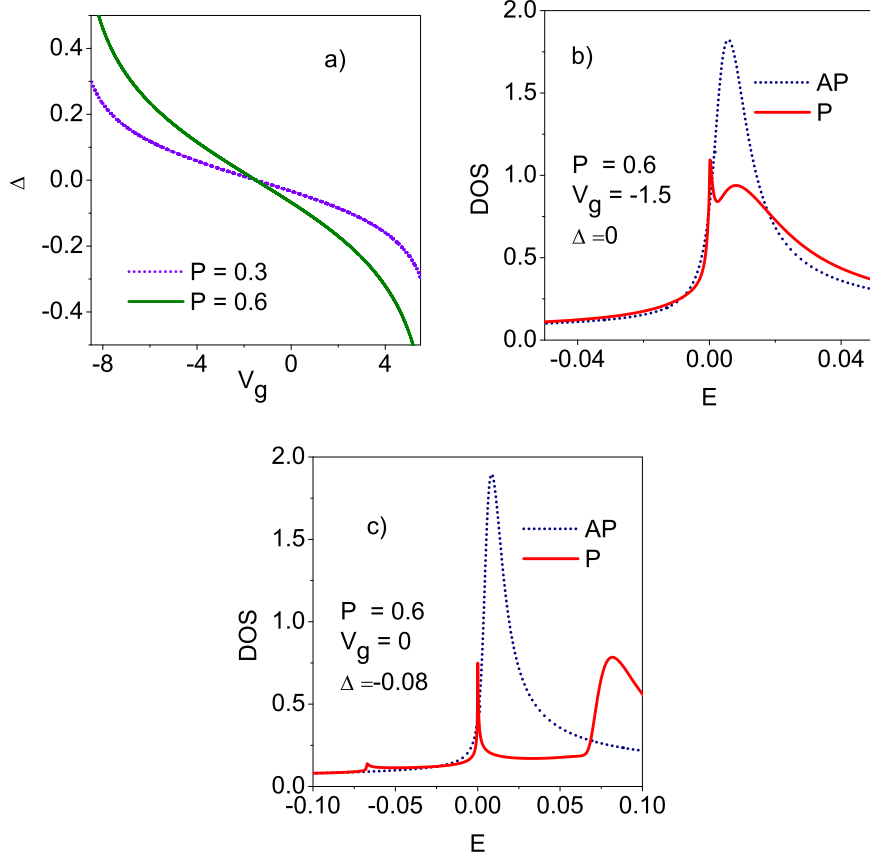 a)
0.4
0.2
0.0
-0.2
-0.4
Δ
P = 0.3
P = 0.6
-8
-4
0
4
Vg
b)
2.0
1.5
1.0
0.5
0.0
DOS
AP
P
P = 0.6
Vg = -1.5
Δ =0
-0.04
0.00
0.04
E
c)
2.0
1.5
1.0
0.5
0.0
DOS
AP
P
P = 0.6
Vg = 0
Δ =-0.08
-0.10
-0.05
0.00
0.05
0.10
E